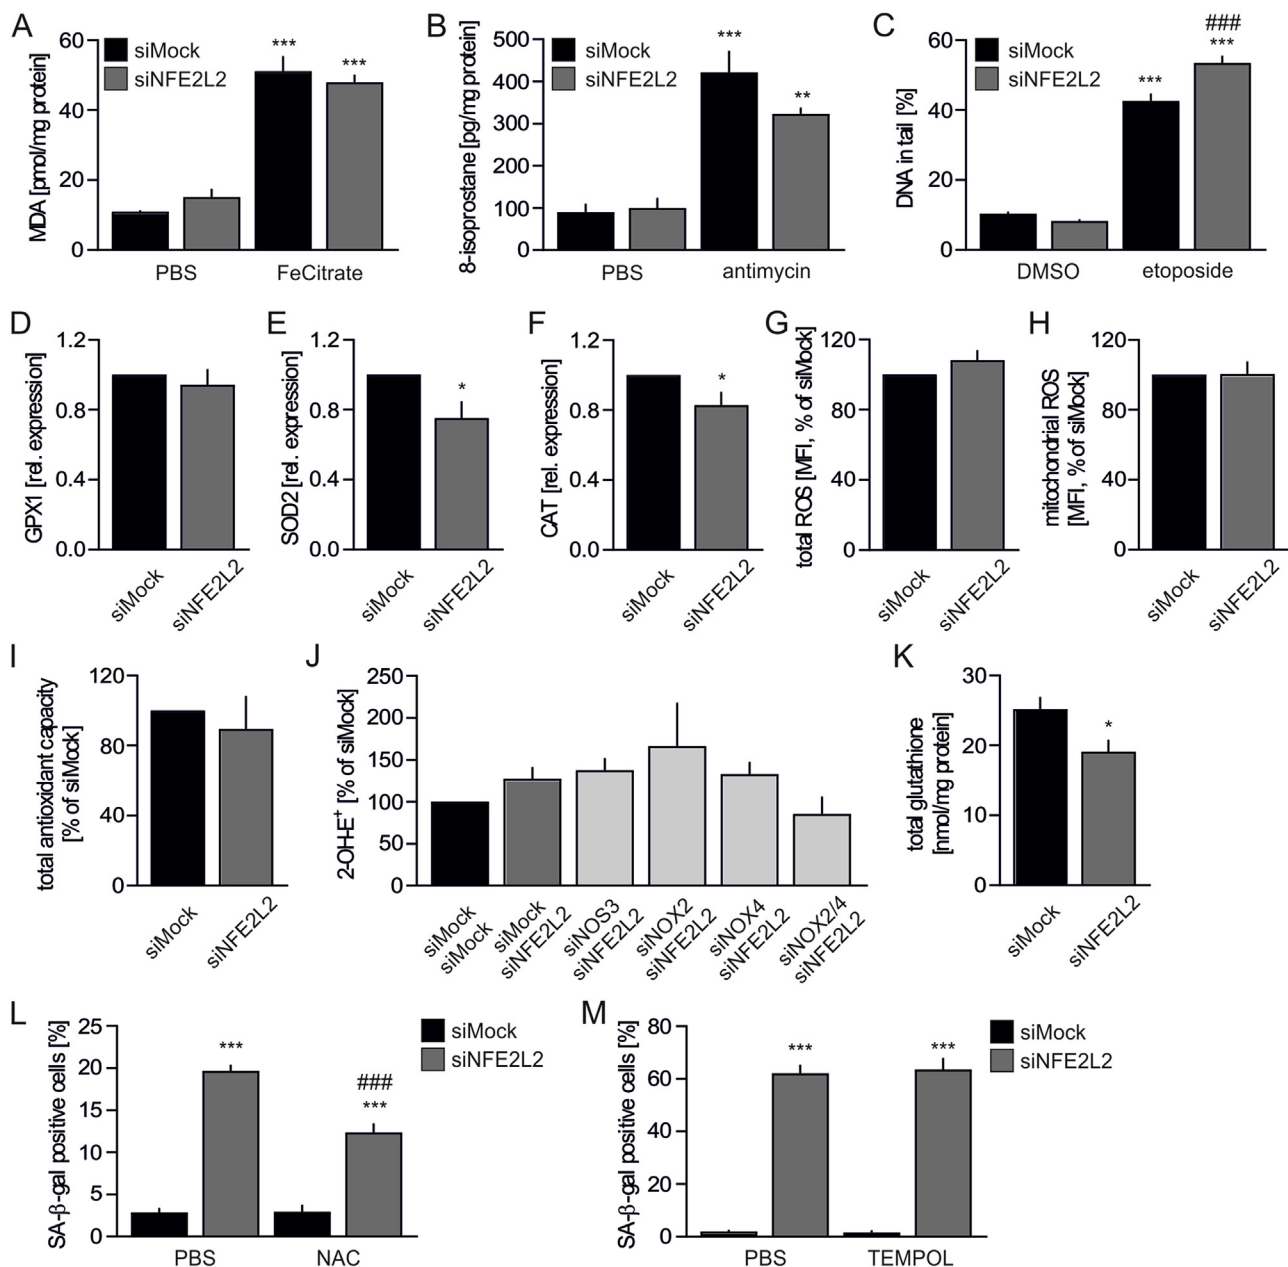 A
MDA [pmol/mg protein]
60
40
20
0
siMock
siNFE2L2
***
***
PBS
FeCitrate
B
8-isoprostane [pg/mg protein]
500
400
300
200
100
0
siMock
siNFE2L2
***
**
PBS
antimycin
C
DNA in tail [%]
60
40
20
0
siMock
siNFE2L2
***
###
***
DMSO
etoposide
D
GPX1 [rel. expression]
1.2
0.8
0.4
0.0
siMock
siNFE2L2
E
SOD2 [rel. expression]
1.2
0.8
0.4
0.0
*
siMock
siNFE2L2
F
CAT [rel. expression]
1.2
0.8
0.4
0.0
*
siMock
siNFE2L2
G
total ROS [MFI, % of siMock]
120
80
40
0
siMock
siNFE2L2
H
mitochondrial ROS
[MFI, % of siMock]
120
80
40
0
siMock
siNFE2L2
I
total antioxidant capacity
[% of siMock]
120
80
40
0
siMock
siNFE2L2
J
2-OH-E+ [% of siMock]
250
200
150
100
50
0
siMock
siMock
siMock
siNFE2L2
siNOS3
siNFE2L2
siNOX2
siNFE2L2
siNOX4
siNFE2L2
siNOX2/4
siNFE2L2
K
total glutathione
[nmol/mg protein]
30
20
10
0
*
siMock
siNFE2L2
L
SA-β-gal positive cells [%]
25
20
15
10
5
0
***
###
***
siMock
siNFE2L2
PBS
NAC
M
SA-β-gal positive cells [%]
80
60
40
20
0
***
***
siMock
siNFE2L2
PBS
TEMPOL